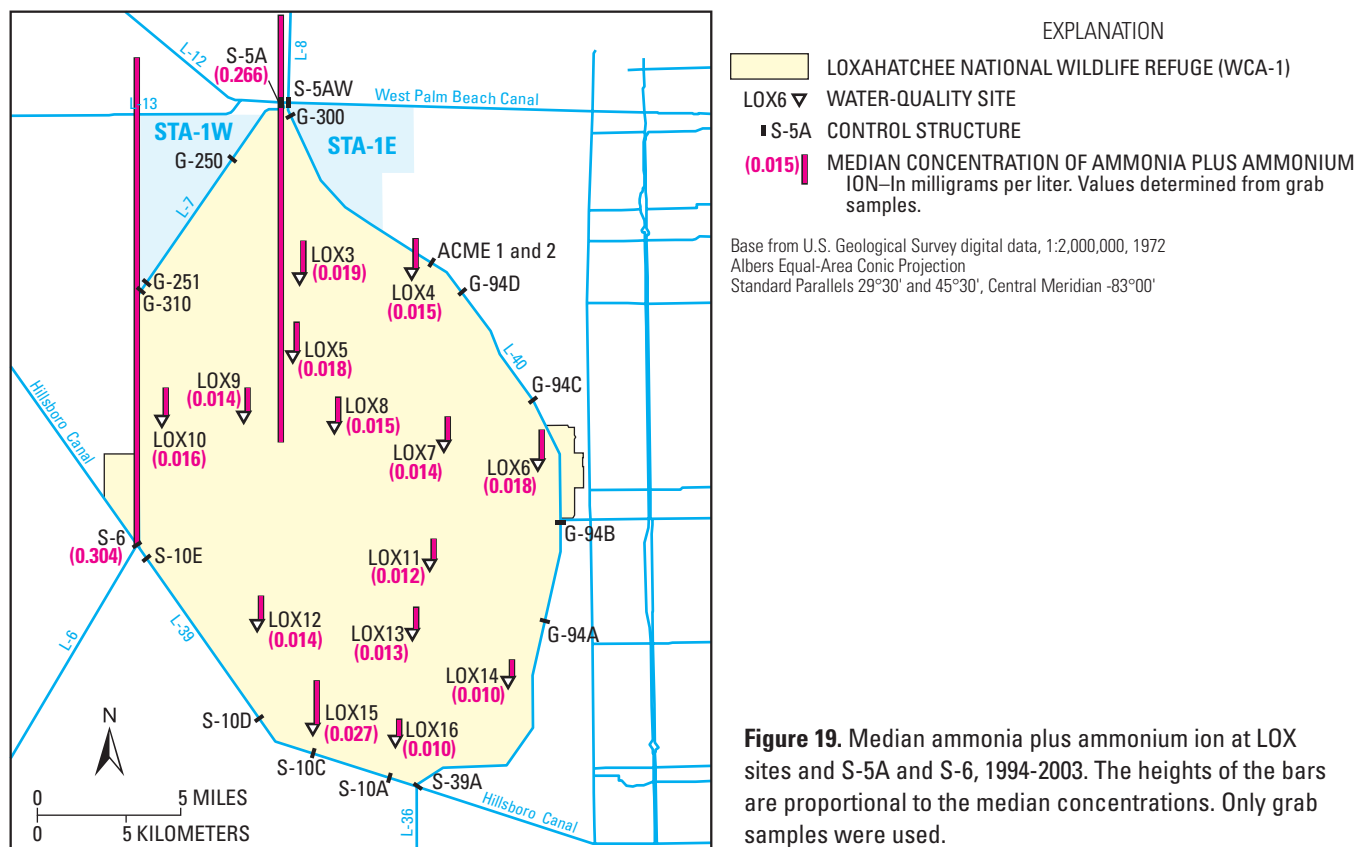 L-12
L-8
S-5A
(0.266)
S-5AW
L-13
West Palm Beach Canal
G-300
STA-1W
STA-1E
G-250
L-7
LOX3
(0.019)
ACME 1 and 2
G-251
G-310
LOX4
(0.015)
G-94D
LOX5
(0.018)
L-40
Hillsboro Canal
LOX9
(0.014)
G-94C
LOX8
(0.015)
LOX10
(0.016)
LOX7
(0.014)
LOX6
(0.018)
G-94B
S-6
(0.304)
S-10E
LOX11
(0.012)
L-6
L-39
LOX12
(0.014)
LOX13
(0.013)
G-94A
LOX14
(0.010)
N
S-10D
LOX15
(0.027)
LOX16
(0.010)
S-10C
S-10A
S-39A
L-36
Hillsboro Canal
0 5 MILES
0 5 KILOMETERS
EXPLANATION
LOXAHATCHEE NATIONAL WILDLIFE REFUGE (WCA-1)
LOX6 WATER-QUALITY SITE
S-5A CONTROL STRUCTURE
(0.015) MEDIAN CONCENTRATION OF AMMONIA PLUS AMMONIUM
ION–In milligrams per liter. Values determined from grab
samples.
Base from U.S. Geological Survey digital data, 1:2,000,000, 1972
Albers Equal-Area Conic Projection
Standard Parallels 29°30' and 45°30', Central Meridian -83°00'
Figure 19. Median ammonia plus ammonium ion at LOX
sites and S-5A and S-6, 1994-2003. The heights of the bars
are proportional to the median concentrations. Only grab
samples were used.